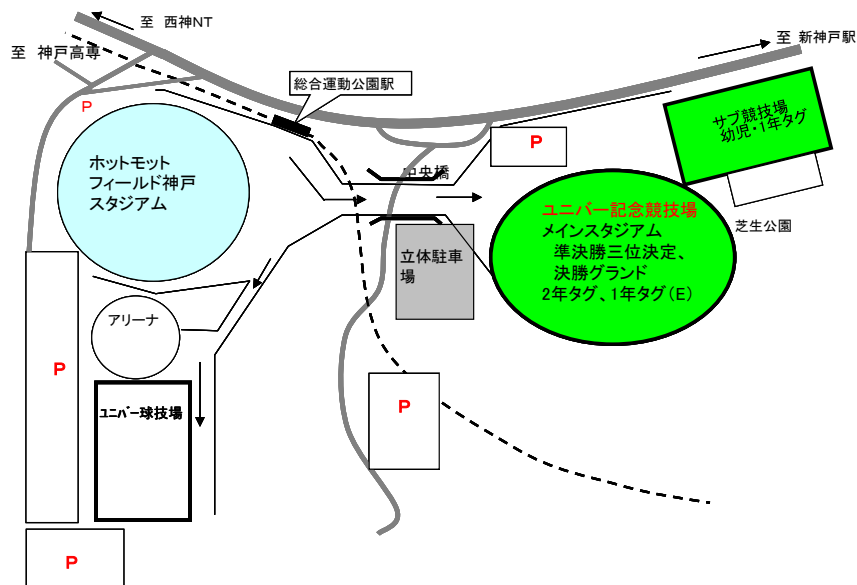 至 西神NT
至 新神戸駅
至 神戸高専
総合運動公園駅
P
サブ競技場
幼児・1年タグ
P
ホットモット
フィールド神戸
スタジアム
中央橋
ユニバー記念競技場
メインスタジアム
準決勝三位決定、
決勝グランド
2年タグ、1年タグ(E)
芝生公園
立体駐車
場
アリーナ
P
P
ユニバー球技場
P